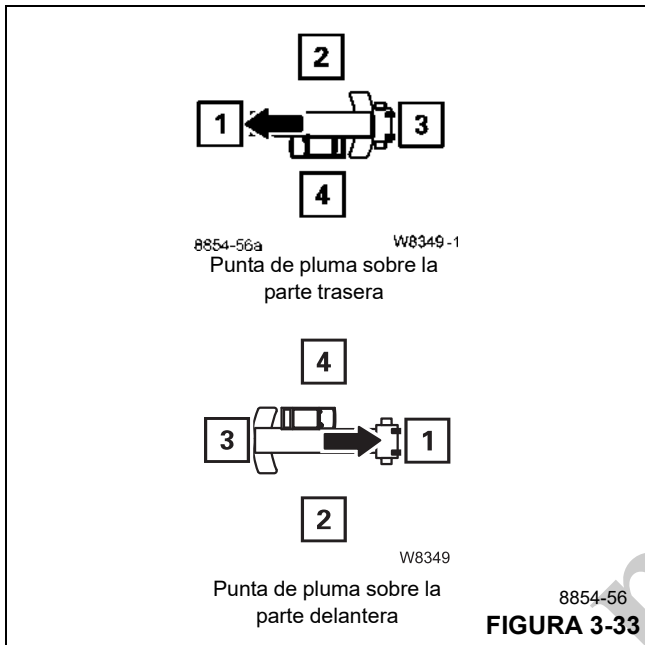 2
1
3
4
8854-56a
W8349-1
Punta de pluma sobre la
parte trasera
4
3
1
2
W8349
Punta de pluma sobre la
parte delantera
8854-56
FIGURA 3-33